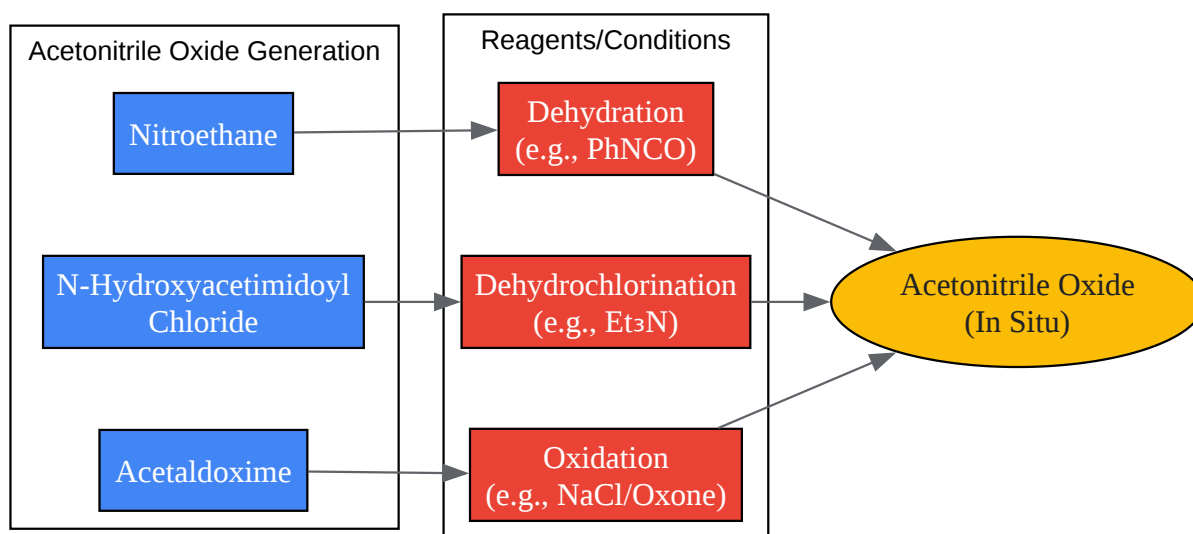 Acetonitrile Oxide Generation
Reagents/Conditions
Nitroethane
Dehydration
(e.g., PhNCO)
N-Hydroxyacetimidoyl
Chloride
Dehydrochlorination
(e.g., Et₃N)
Acetonitrile Oxide
(In Situ)
Acetaldoxime
Oxidation
(e.g., NaCl/Oxone)